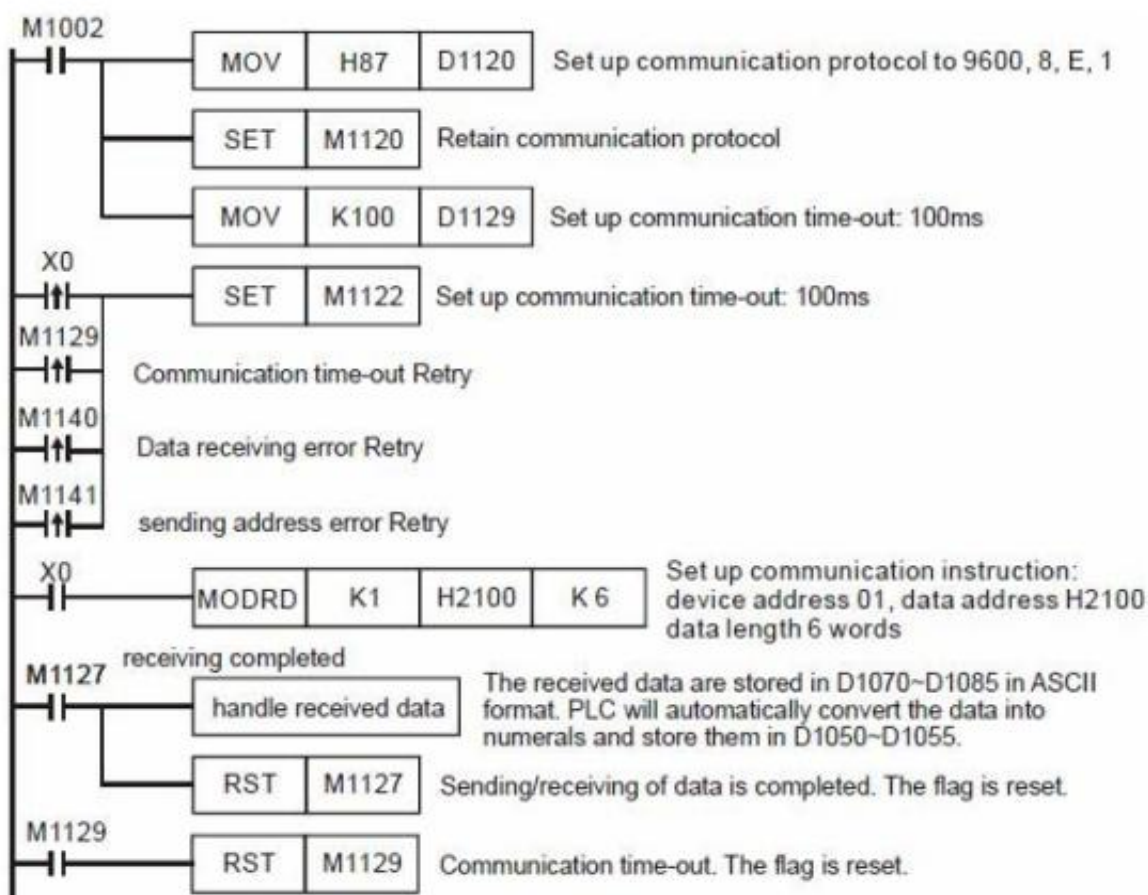 M1002
MOV H87 D1120 Set up communication protocol to 9600, 8, E, 1
SET M1120 Retain communication protocol
MOV K100 D1129 Set up communication time-out: 100ms
X0
SET M1122 Set up communication time-out: 100ms
M1129
Communication time-out Retry
M1140
Data receiving error Retry
M1141
sending address error Retry
X0
MODRD K1 H2100 K 6
Set up communication instruction:
device address 01, data address H2100
data length 6 words
receiving completed
M1127
handle received data
The received data are stored in D1070~D1085 in ASCII
format. PLC will automatically convert the data into
numerals and store them in D1050~D1055.
RST M1127 Sending/receiving of data is completed. The flag is reset.
M1129
RST M1129 Communication time-out. The flag is reset.